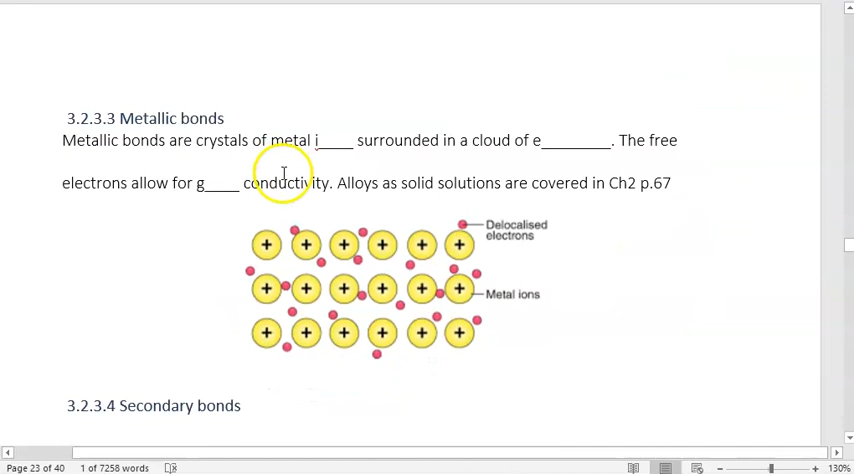 3.2.3.3 Metallic bonds
Metallic bonds are crystals of metal i____ surrounded in a cloud of e_________. The free
electrons allow for g____ conductivity. Alloys as solid solutions are covered in Ch2 p.67
Delocalised
electrons
+ + + + + +
+ + + + + +
Metal ions
+ + + + + +
3.2.3.4 Secondary bonds
Page 23 of 40 1 of 7258 words 130%